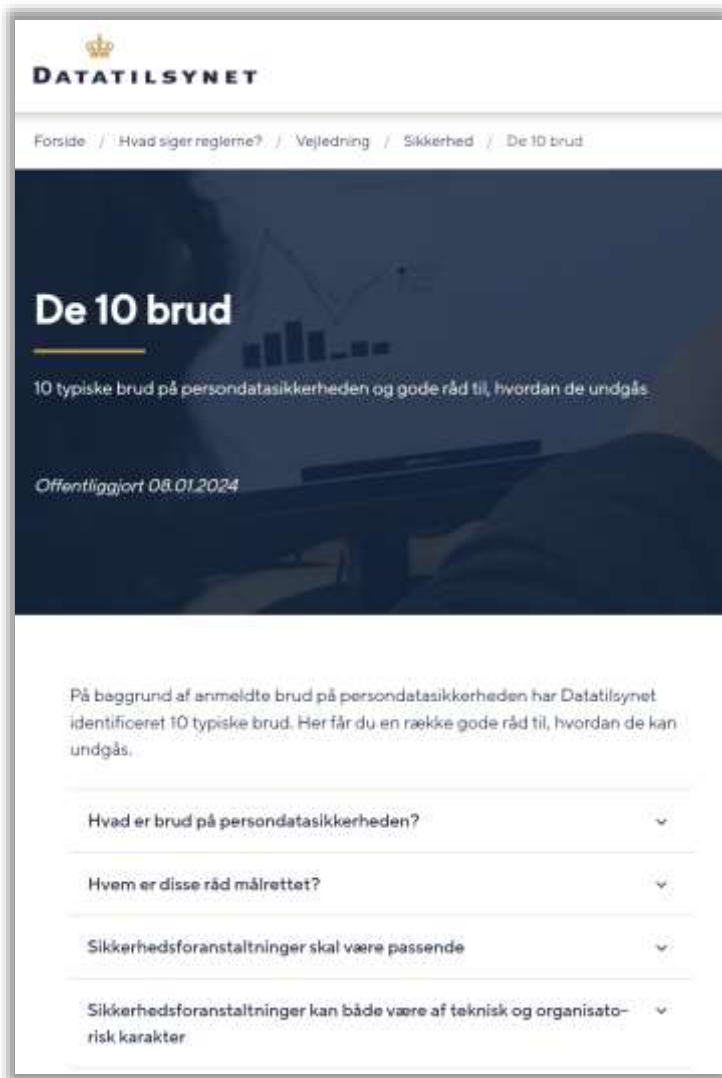 DATATILSYNET
Forside / Hvad siger reglerne? / Vejledning / Sikkerhed / De 10 brud
De 10 brud
10 typiske brud på persondatasikkerheden og gode råd til, hvordan de undgås
Offentliggjort 08.01.2024
På baggrund af anmeldte brud på persondatasikkerheden har Datatilsynet
identificeret 10 typiske brud. Her får du en række gode råd til, hvordan de kan
undgås.
Hvad er brud på persondatasikkerheden?
Hvem er disse råd målrettet?
Sikkerhedsforanstaltninger skal være passende
Sikkerhedsforanstaltninger kan både være af teknisk og organisato-
risk karakter